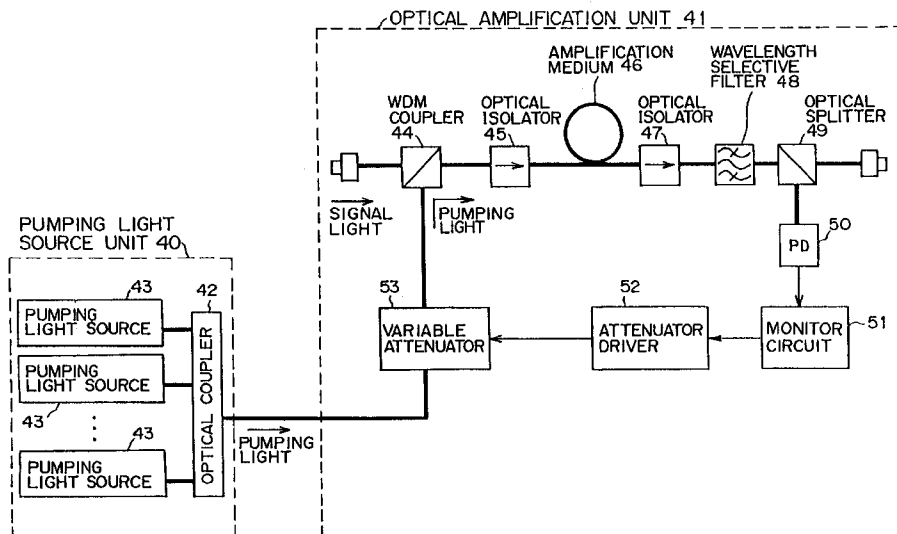 OPTICAL AMPLIFICATION UNIT 41
AMPLIFICATION
MEDIUM 46
WAVELENGTH
SELECTIVE
FILTER 48
WDM
COUPLER
44
OPTICAL
ISOLATOR
45
OPTICAL
ISOLATOR
47
OPTICAL
SPLITTER
49
SIGNAL
LIGHT
PUMPING
LIGHT
50
PD
PUMPING LIGHT
SOURCE UNIT 40
42
43
PUMPING
LIGHT SOURCE
PUMPING
LIGHT SOURCE
43
43
PUMPING
LIGHT SOURCE
OPTICAL COUPLER
PUMPING
LIGHT
53
VARIABLE
ATTENUATOR
52
ATTENUATOR
DRIVER
MONITOR
CIRCUIT
51